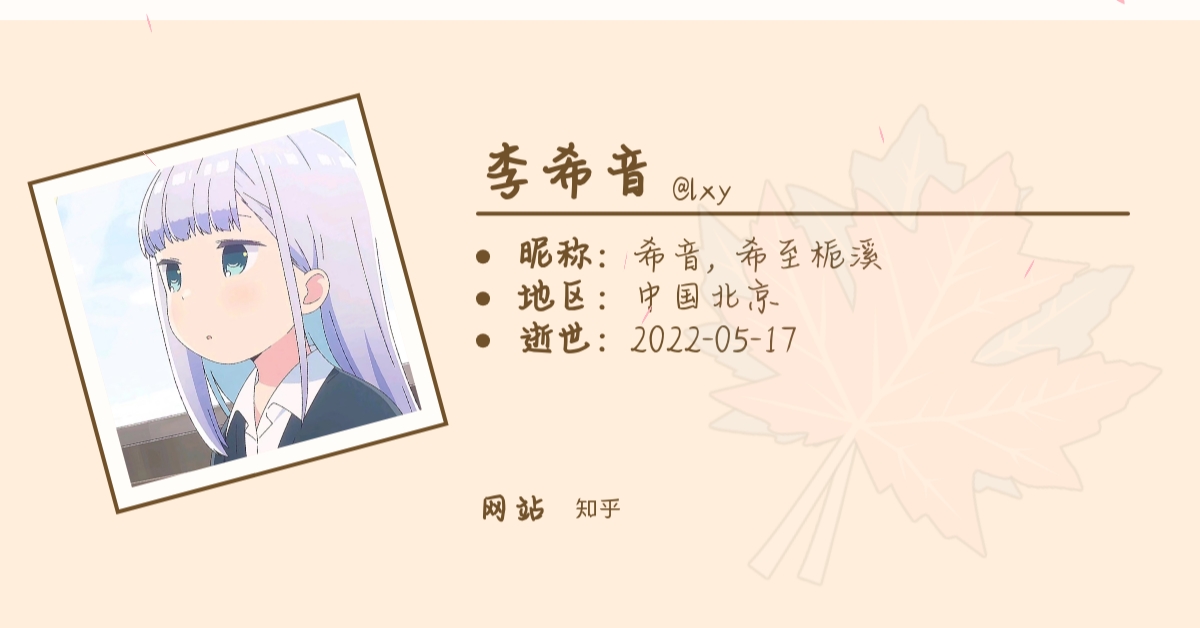 李希音 @lxy
昵称：希音，希至栀溪
地区：中国北京
逝世：2022-05-17
网站 知乎